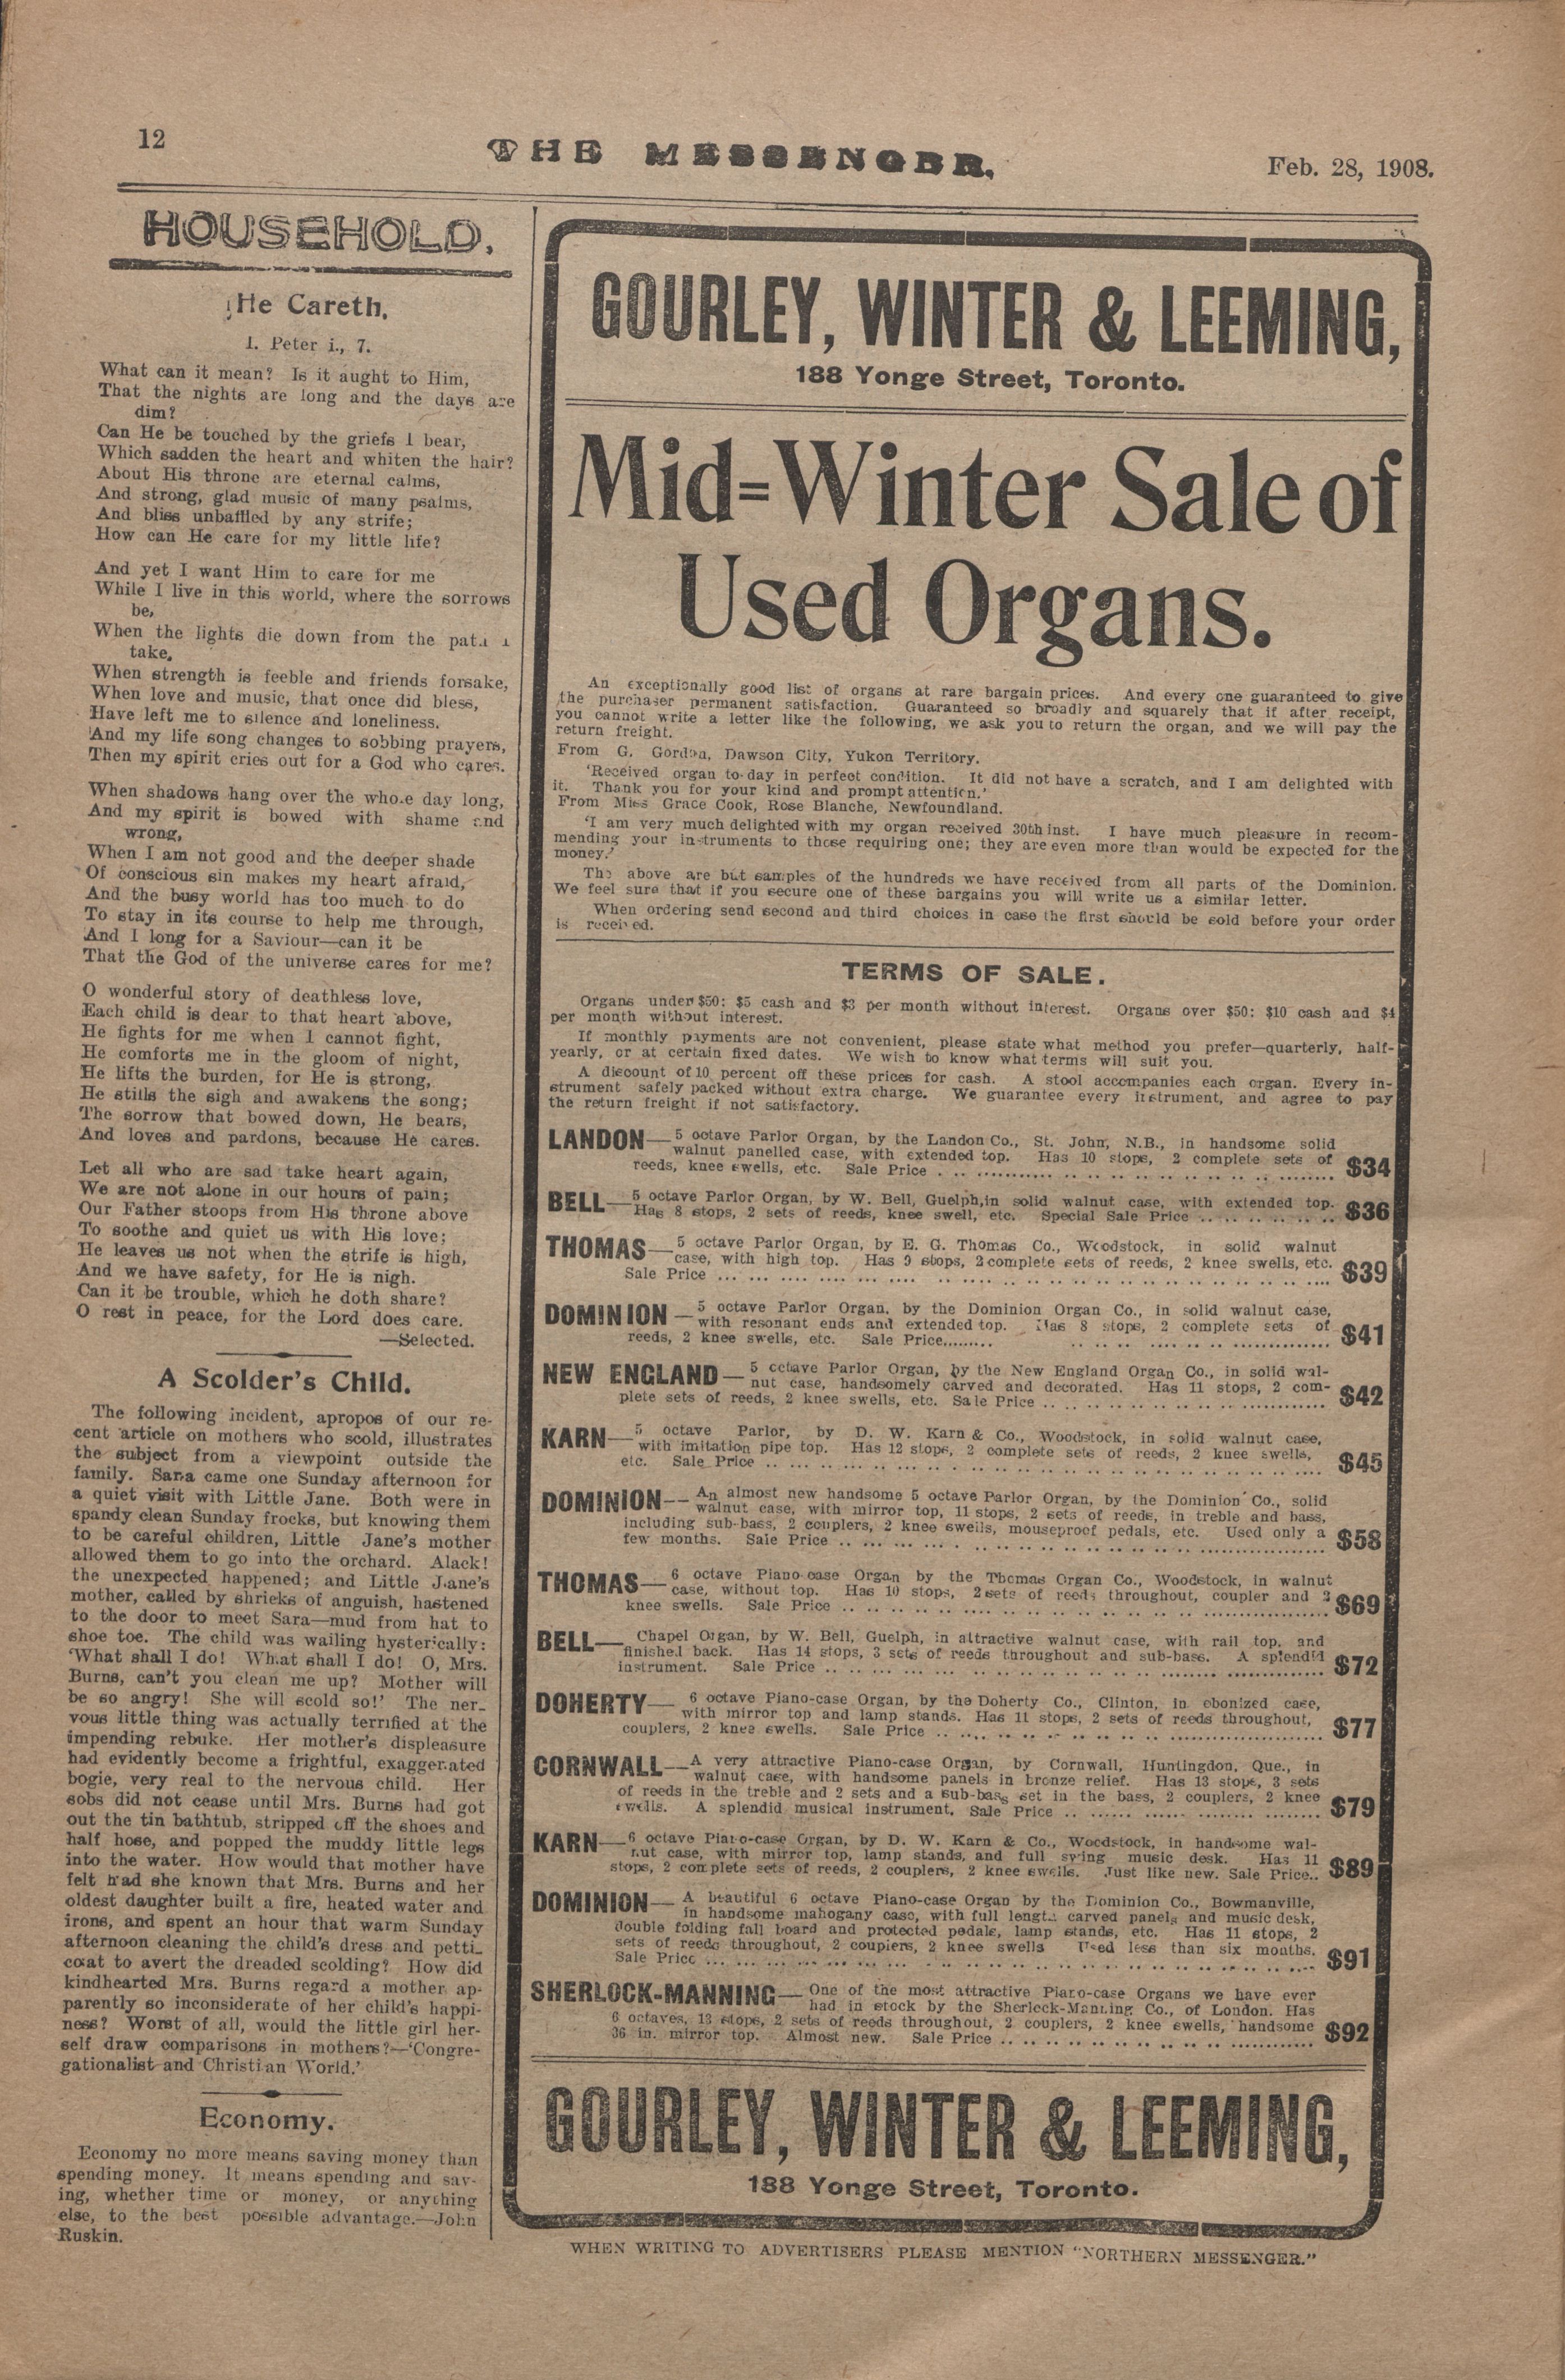 12
THE MESSENGER.
Feb. 28, 1908.
HOUSEHOLD.
He Careth.
I. Peter i., 7.
What can it mean? Is it aught to Him,
That the nights are long and the days are
dim?
Can He be touched by the griefs I bear,
Which sadden the heart and whiten the hair?
About His throne are eternal calms,
And strong, glad music of many psalms,
And bliss unbaffled by any strife;
How can He care for my little life?
And yet I want Him to care for me
While I live in this world, where the sorrows
be,
When the lights die down from the path I
take,
When strength is feeble and friends forsake,
When love and music, that once did bless,
Have left me to silence and loneliness.
And my life song changes to sobbing prayers,
Then my spirit cries out for a God who cares.
When shadows hang over the whole day long,
And my spirit is bowed with shame and
wrong,
When I am not good and the deeper shade
Of conscious sin makes my heart afraid,
And the busy world has too much to do
To stay in its course to help me through,
And I long for a Saviour—can it be
That the God of the universe cares for me?
O wonderful story of deathless love,
Each child is dear to that heart above,
He fights for me when I cannot fight,
He comforts me in the gloom of night,
He lifts the burden, for He is strong,
He stills the sigh and awakens the song;
The sorrow that bowed down, He bears,
And loves and pardons, because He cares.
Let all who are sad take heart again,
We are not alone in our hours of pain;
Our Father stoops from His throne above
To soothe and quiet us with His love;
He leaves us not when the strife is high,
And we have safety, for He is nigh.
Can it be trouble, which he doth share?
O rest in peace, for the Lord does care.
—Selected.
A Scolder's Child.
The following incident, apropos of our re-
cent article on mothers who scold, illustrates
the subject from a viewpoint outside the
family. Sara came one Sunday afternoon for
a quiet visit with Little Jane. Both were in
spandy clean Sunday frocks, but knowing them
to be careful children, Little Jane's mother
allowed them to go into the orchard. Alack!
the unexpected happened; and Little Jane's
mother, called by shrieks of anguish, hastened
to the door to meet Sara—mud from hat to
shoe toe. The child was wailing hysterically:
'What shall I do! What shall I do! O, Mrs.
Burns, can't you clean me up? Mother will
be so angry! She will scold so!' The ner-
vous little thing was actually terrified at the
impending rebuke. Her mother's displeasure
had evidently become a frightful, exaggerated
bogie, very real to the nervous child. Her
sobs did not cease until Mrs. Burns had got
out the tin bathtub, stripped off the shoes and
half hose, and popped the muddy little legs
into the water. How would that mother have
felt had she known that Mrs. Burns and her
oldest daughter built a fire, heated water and
irons, and spent an hour that warm Sunday
afternoon cleaning the child's dress and petti-
coat to avert the dreaded scolding? How did
kindhearted Mrs. Burns regard a mother ap-
parently so inconsiderate of her child's happi-
ness? Worst of all, would the little girl her-
self draw comparisons in mothers?—'Congre-
gationalist and Christian World.'
Economy.
Economy no more means saving money than
spending money. It means spending and sav-
ing, whether time or money, or anything
else, to the best possible advantage.—John
Ruskin.
GOURLEY, WINTER & LEEMING,
188 Yonge Street, Toronto.
Mid-Winter Sale of
Used Organs.
An exceptionally good list of organs at rare bargain prices. And every one guaranteed to give
the purchaser permanent satisfaction. Guaranteed so broadly and squarely that if after receipt,
you cannot write a letter like the following, we ask you to return the organ, and we will pay the
return freight.
From G. Gordon, Dawson City, Yukon Territory.
'Received organ to-day in perfect condition. It did not have a scratch, and I am delighted with
it. Thank you for your kind and prompt attention.'
From Miss Grace Cook, Rose Blanche, Newfoundland.
'I am very much delighted with my organ received 30th inst. I have much pleasure in recom-
mending your instruments to those requiring one; they are even more than would be expected for the
money.'
The above are but samples of the hundreds we have received from all parts of the Dominion.
We feel sure that if you secure one of these bargains you will write us a similar letter.
When ordering send second and third choices in case the first should be sold before your order
is received.
TERMS OF SALE.
Organs under $50: $5 cash and $3 per month without interest. Organs over $50: $10 cash and $4
per month without interest.
If monthly payments are not convenient, please state what method you prefer—quarterly, half-
yearly, or at certain fixed dates. We wish to know what terms will suit you.
A discount of 10 percent off these prices for cash. A stool accompanies each organ. Every in-
strument safely packed without extra charge. We guarantee every instrument, and agree to pay
the return freight if not satisfactory.
LANDON—5 octave Parlor Organ, by the Landon Co., St. John, N.B., in handsome solid
walnut panelled case, with extended top. Has 10 stops, 2 complete sets of
reeds, knee swells, etc. Sale Price .. .......... $34
BELL—5 octave Parlor Organ, by W. Bell, Guelph, in solid walnut case, with extended top.
Has 8 stops, 2 sets of reeds, knee swell, etc. Special Sale Price .. .. .. .. $36
THOMAS—5 octave Parlor Organ, by E. G. Thomas Co., Woodstock, in solid walnut
case, with high top. Has 9 stops, 2 complete sets of reeds, 2 knee swells, etc.
Sale Price ... ... .... .... $39
DOMINION—5 octave Parlor Organ, by the Dominion Organ Co., in solid walnut case,
with resonant ends and extended top. Has 8 stops, 2 complete sets of
reeds, 2 knee swells, etc. Sale Price......... $41
NEW ENGLAND—5 octave Parlor Organ, by the New England Organ Co., in solid wal-
nut case, handsomely carved and decorated. Has 11 stops, 2 com-
plete sets of reeds, 2 knee swells, etc. Sale Price .. .. .. .. $42
KARN—5 octave Parlor, by D. W. Karn & Co., Woodstock, in solid walnut case,
with imitation pipe top. Has 12 stops, 2 complete sets of reeds, 2 knee swells,
etc. Sale Price .. ... .. ... $45
DOMINION—An almost new handsome 5 octave Parlor Organ, by the Dominion Co., solid
walnut case, with mirror top, 11 stops, 2 sets of reeds, in treble and bass,
including sub-bass, 2 couplers, 2 knee swells, mouseproof pedals, etc. Used only a
few months. Sale Price .. ... ... ... $58
THOMAS—6 octave Piano case Organ by the Thomas Organ Co., Woodstock, in walnut
case, without top. Has 10 stops, 2 sets of reeds throughout, coupler and 2
knee swells. Sale Price .. .. .. .. $69
BELL—Chapel Organ, by W. Bell, Guelph, in attractive walnut case, with rail top, and
finished back. Has 14 stops, 3 sets of reeds throughout and sub-base. A splendid
instrument. Sale Price .. .. ... ... $72
DOHERTY—6 octave Piano-case Organ, by the Doherty Co., Clinton, in ebonized case,
with mirror top and lamp stands. Has 11 stops, 2 sets of reeds throughout,
couplers, 2 knee swells. Sale Price .. .. .. $77
CORNWALL—A very attractive Piano-case Organ, by Cornwall, Huntingdon, Que., in
walnut case, with handsome panels in bronze relief. Has 13 stops, 3 sets
of reeds in the treble and 2 sets and a sub-bass set in the bass, 2 couplers, 2 knee
swells. A splendid musical instrument. Sale Price .. ...... ...... $79
KARN—6 octave Piano-case Organ, by D. W. Karn & Co., Woodstock, in handsome wal-
nut case, with mirror top, lamp stands, and full swing music desk. Has 11
stops, 2 complete sets of reeds, 2 couplers, 2 knee swells. Just like new. Sale Price.. $89
DOMINION—A beautiful 6 octave Piano-case Organ by the Dominion Co., Bowmanville,
in handsome mahogany case, with full length carved panels and music desk,
double folding fall board and protected pedals, lamp stands, etc. Has 11 stops, 2
sets of reeds throughout, 2 couplers, 2 knee swells Used less than six months.
Sale Price ... ... ... ... $91
SHERLOCK-MANNING—One of the most attractive Piano-case Organs we have ever
had in stock by the Sherlock-Manning Co., of London. Has
6 octaves, 13 stops, 2 sets of reeds throughout, 2 couplers, 2 knee swells, handsome
36 in. mirror top. Almost new. Sale Price .. .. .. .. $92
GOURLEY, WINTER & LEEMING,
188 Yonge Street, Toronto.
WHEN WRITING TO ADVERTISERS PLEASE MENTION "NORTHERN MESSENGER."